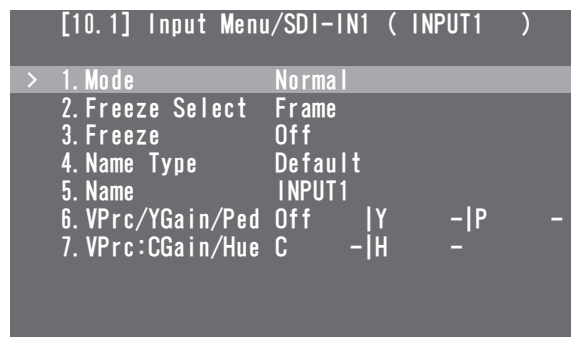 [10.1] Input Menu/SDI-IN1 ( INPUT1 )
> 1.Mode Normal
2.Freeze Select Frame
3.Freeze Off
4.Name Type Default
5.Name INPUT1
6.VPrc/YGain/Ped Off |Y -|P -
7.VPrc:CGain/Hue C -|H -